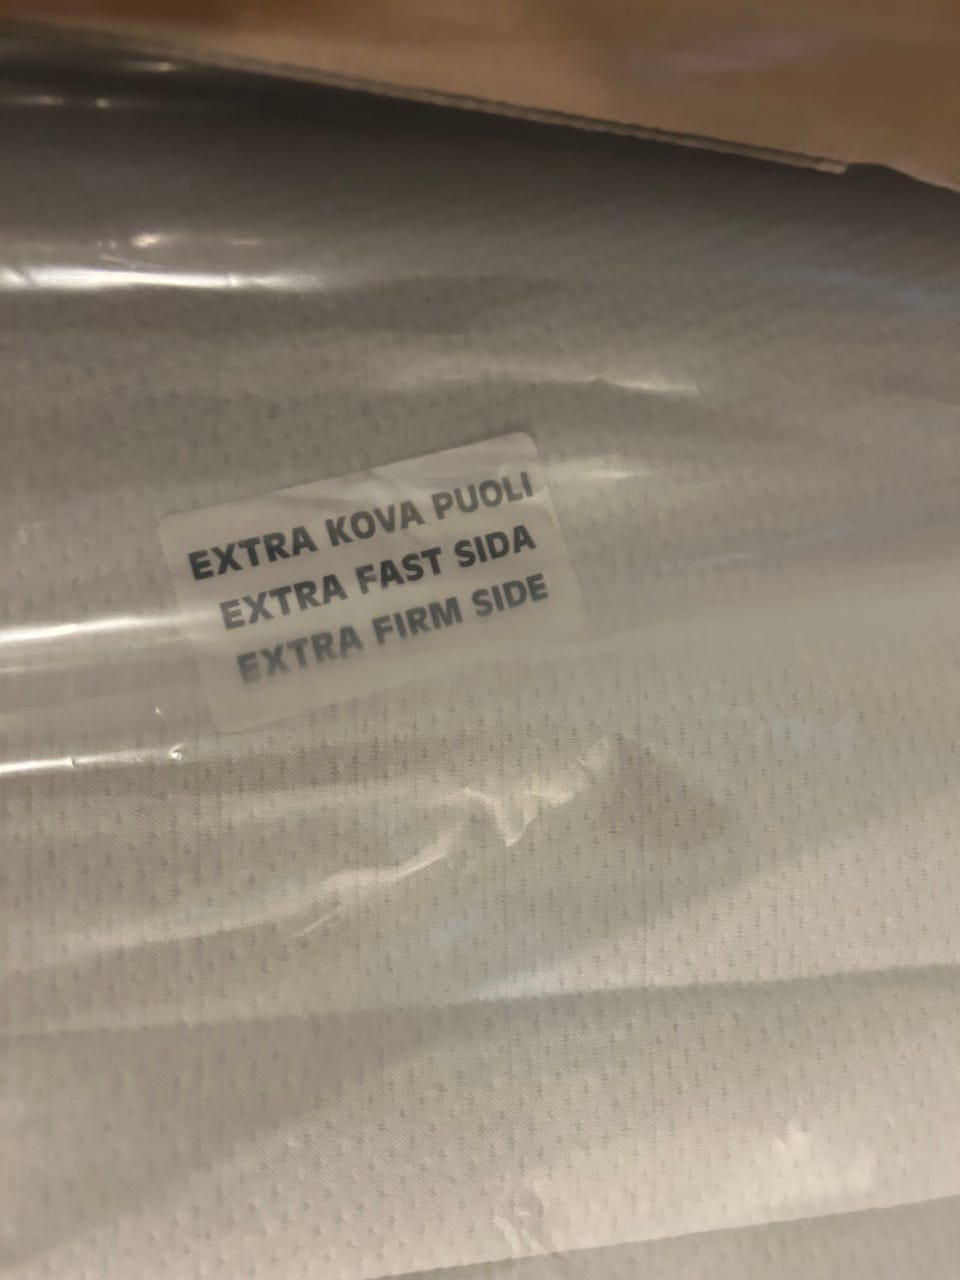 EXTRA KOVA PUOLI
EXTRA FAST SIDA
EXTRA FIRM SIDE